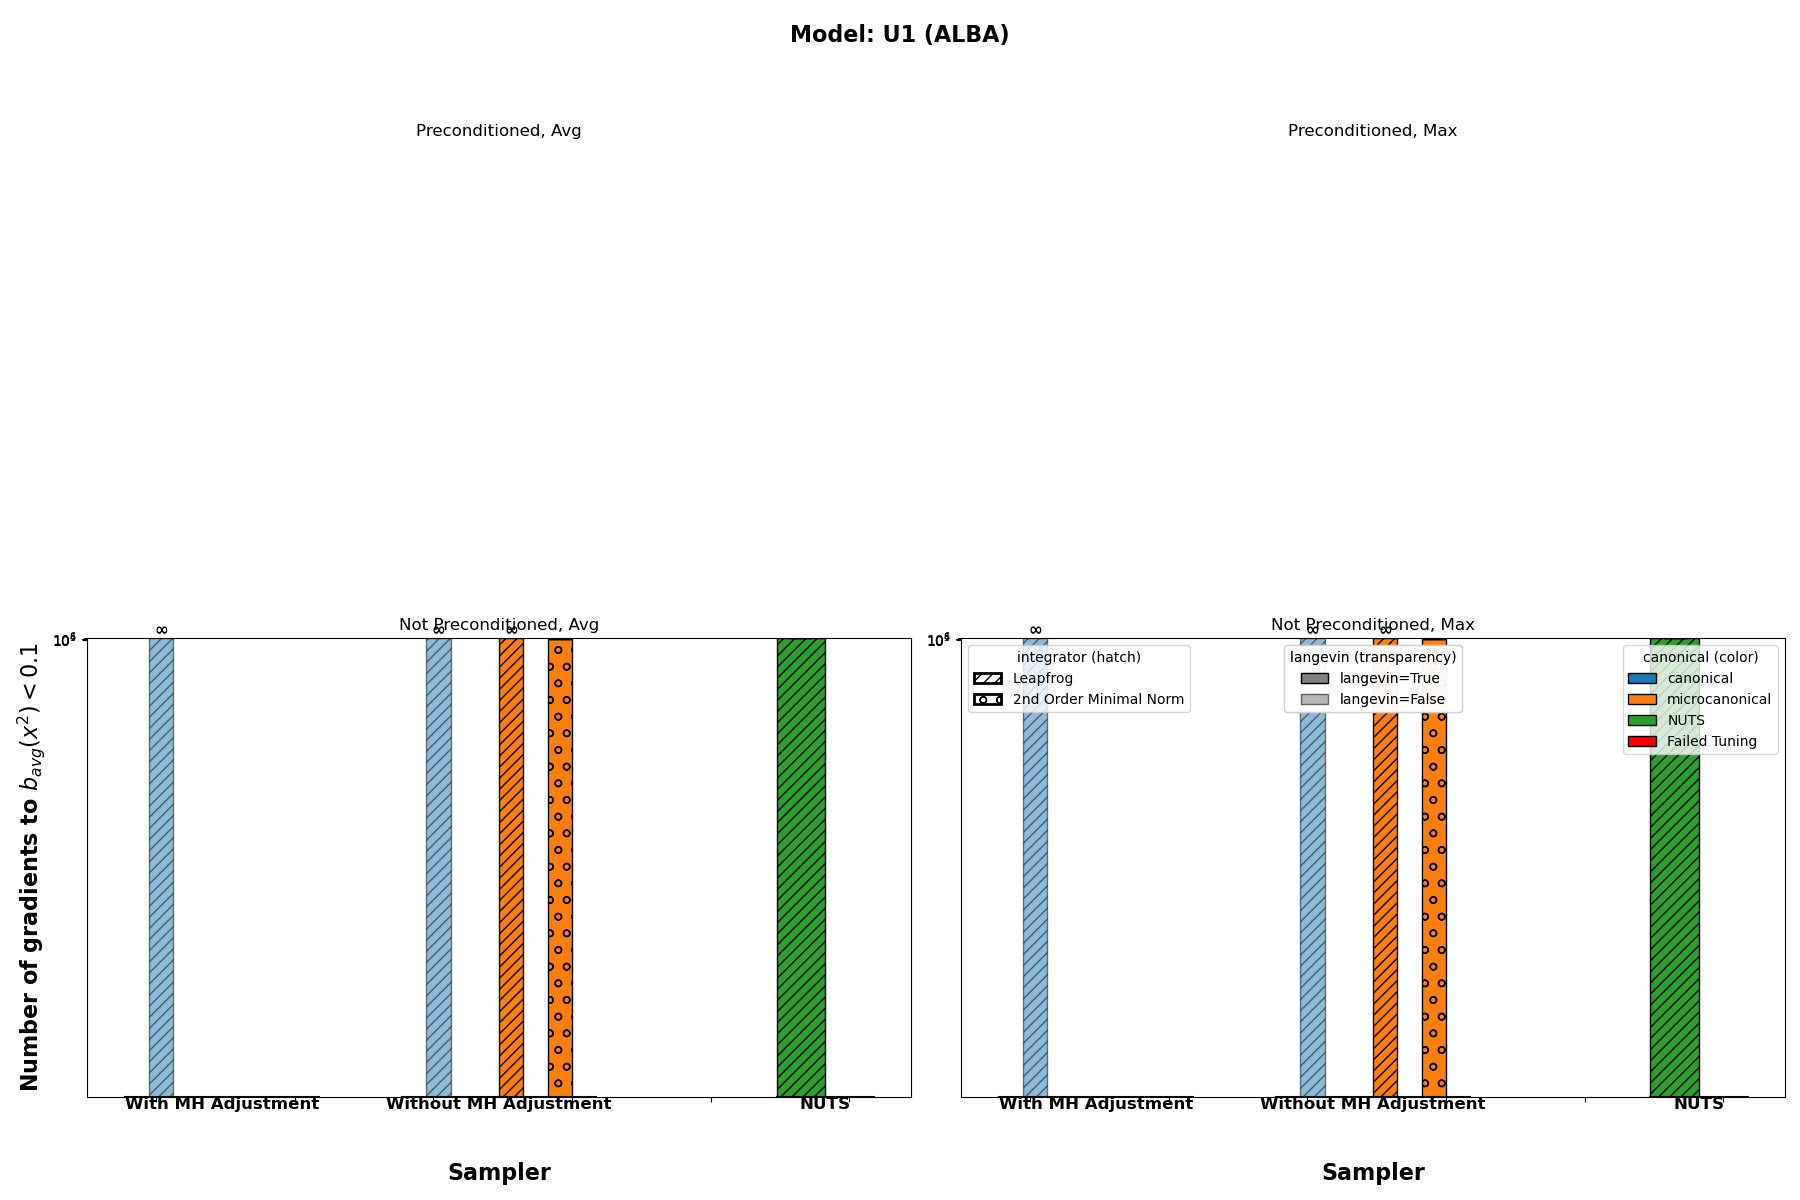 Model: U1 (ALBA)
Preconditioned, Avg
Preconditioned, Max
Not Preconditioned, Avg
Not Preconditioned, Max
∞
∞
∞
∞
∞
∞
Number of gradients to $b_{avg}(x^2) < 0.1$
integrator (hatch)
Leapfrog
2nd Order Minimal Norm
langevin (transparency)
langevin=True
langevin=False
canonical (color)
canonical
microcanonical
NUTS
Failed Tuning
With MH Adjustment
Without MH Adjustment
NUTS
With MH Adjustment
Without MH Adjustment
NUTS
Sampler
Sampler